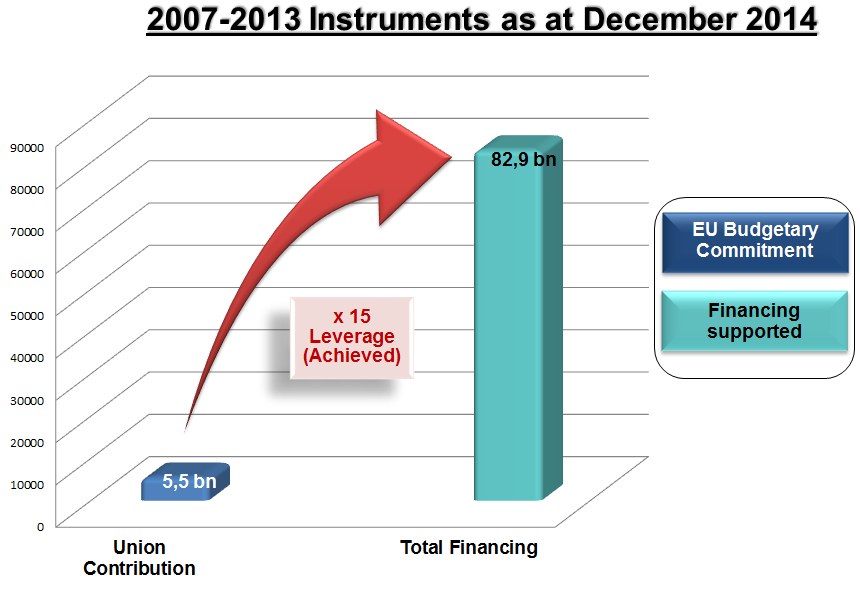 2007-2013 Instruments as at December 2014
90000
80000
70000
60000
50000
40000
30000
20000
10000
0
82,9 bn
x 15
Leverage
(Achieved)
5,5 bn
Union
Contribution
Total Financing
EU Budgetary
Commitment
Financing
supported